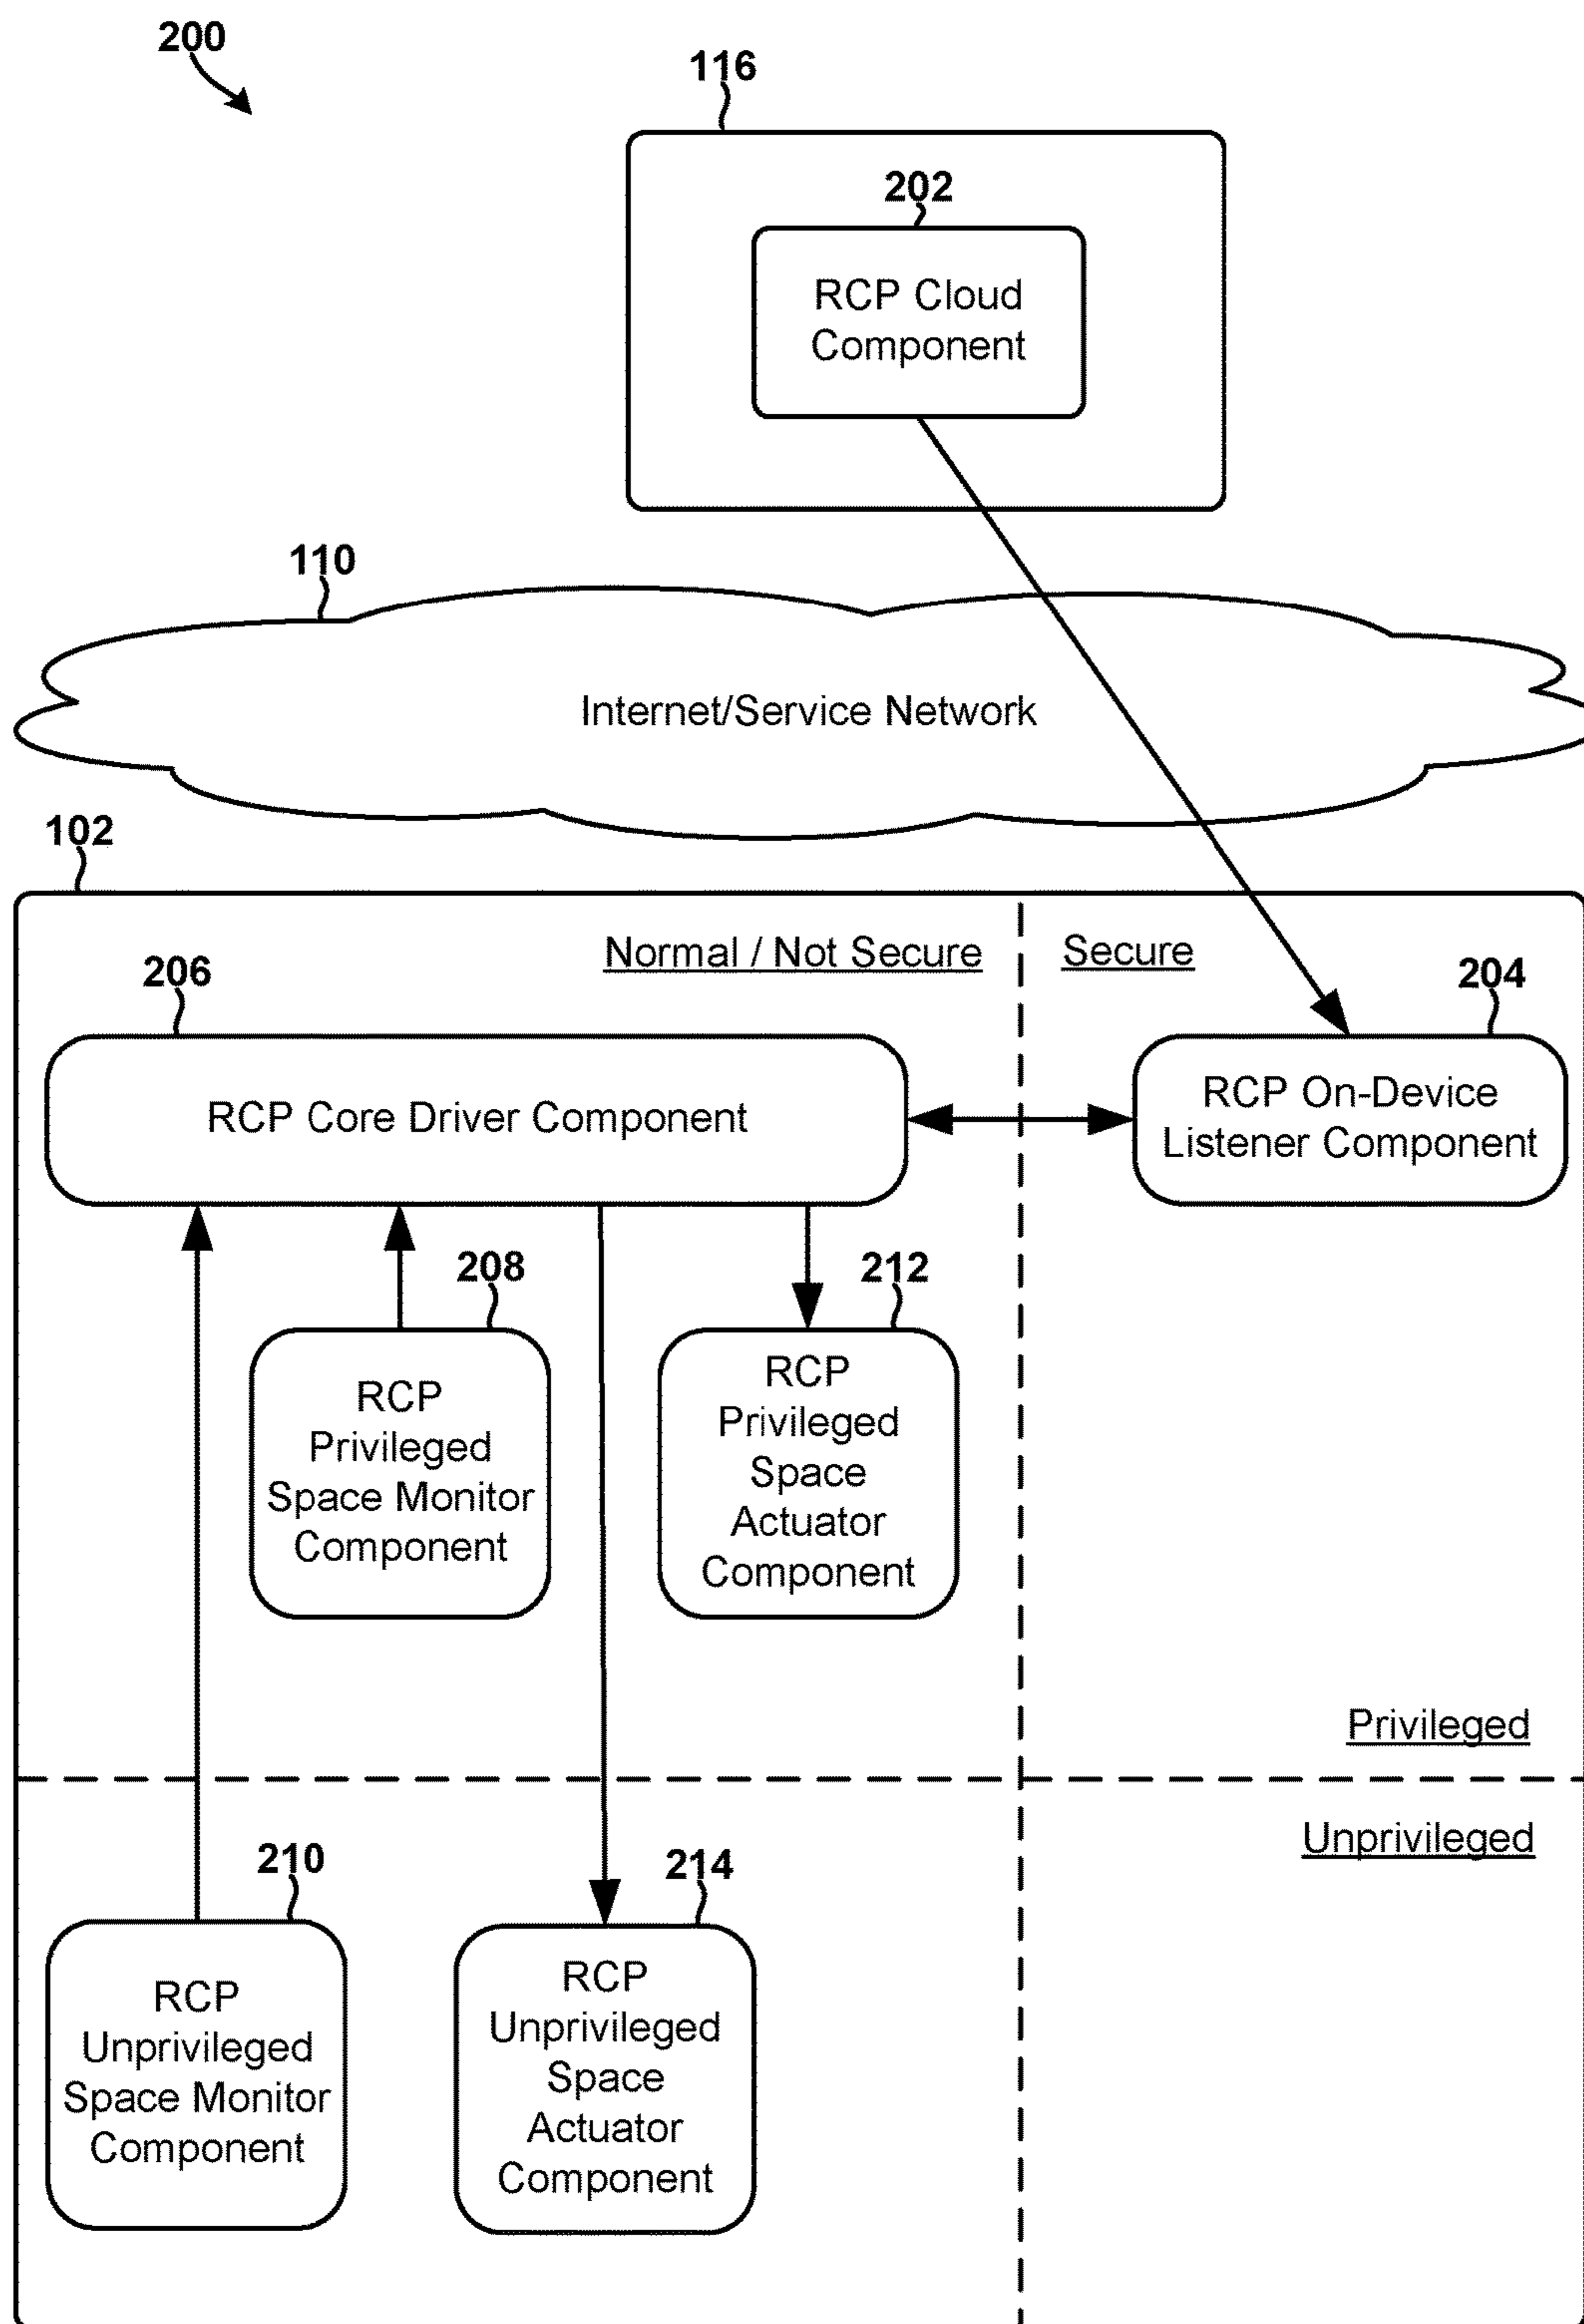 200
116
202
RCP Cloud
Component
110
Internet/Service Network
102
Normal / Not Secure
Secure
206
204
RCP Core Driver Component
RCP On-Device
Listener Component
208
212
RCP
Privileged
Space Monitor
Component
RCP
Privileged
Space
Actuator
Component
Privileged
Unprivileged
210
214
RCP
Unprivileged
Space Monitor
Component
RCP
Unprivileged
Space
Actuator
Component